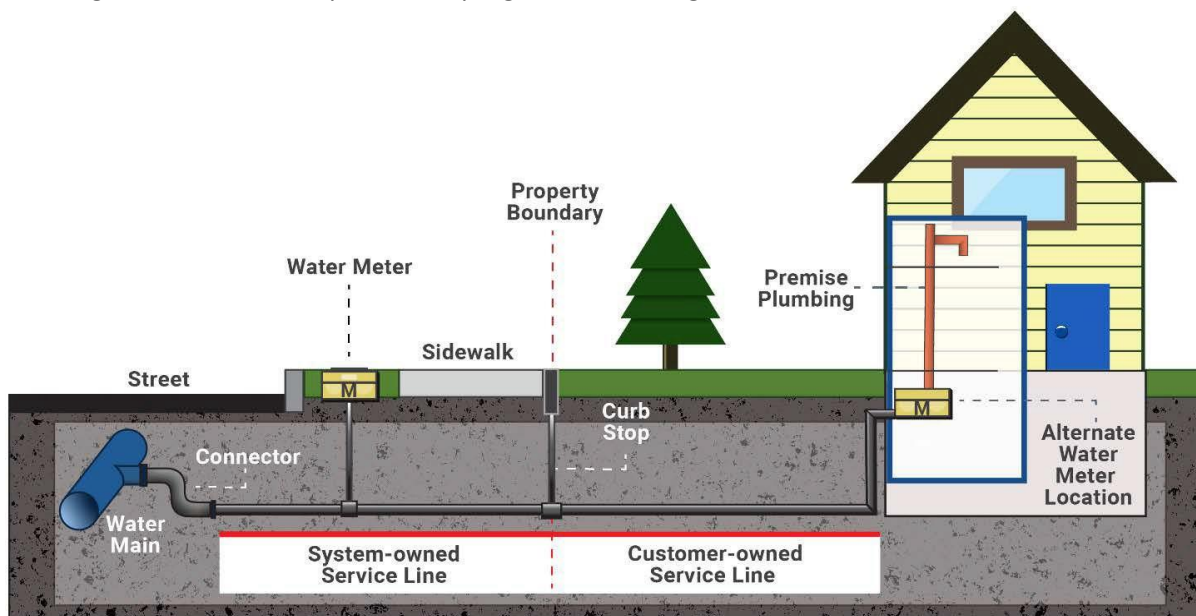 Property
Boundary
Water Meter
Premise
Plumbing
Sidewalk
Street
M
Curb
Stop
M
Connector
Alternate
Water
Meter
Location
Water
Main
System-owned
Service Line
Customer-owned
Service Line